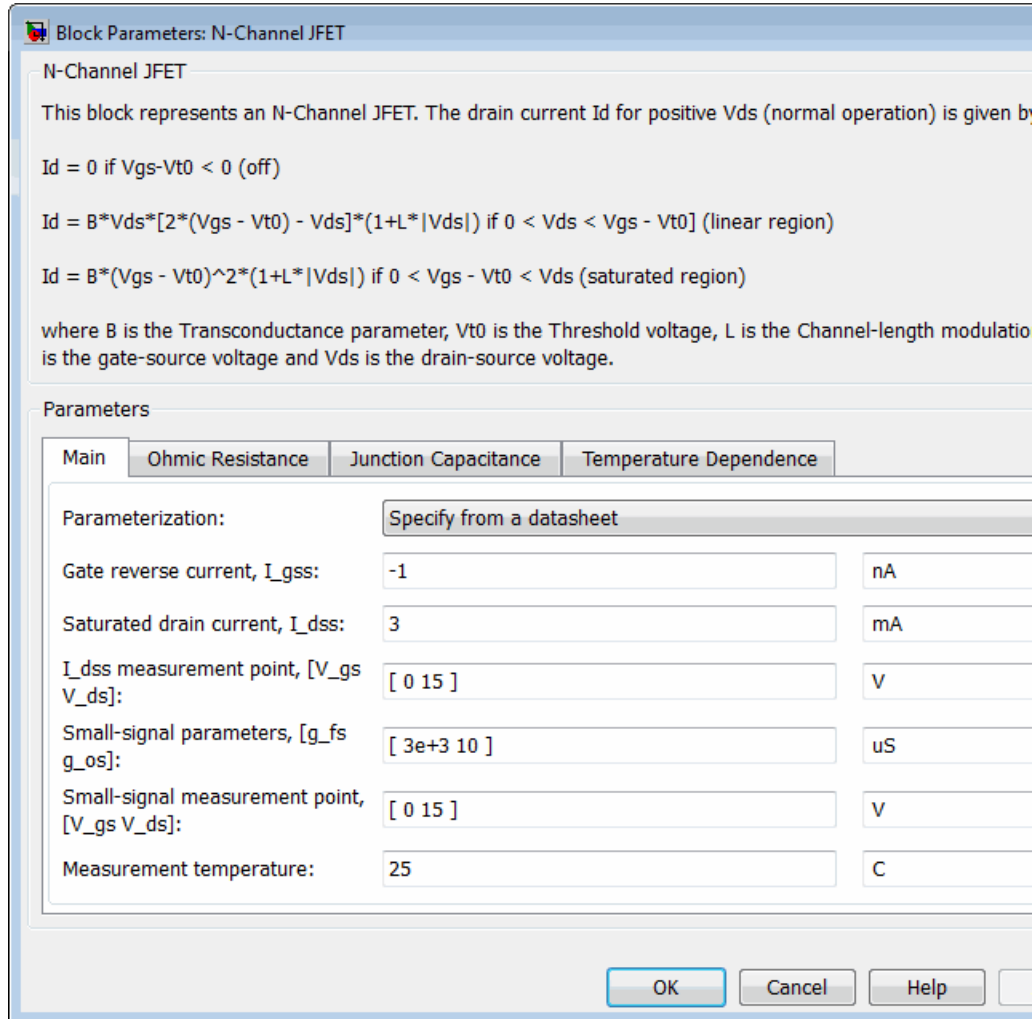 Block Parameters: N-Channel JFET
N-Channel JFET
This block represents an N-Channel JFET. The drain current Id for positive Vds (normal operation) is given by
Id = 0 if Vgs-Vt0 < 0 (off)
Id = B*Vds*[2*(Vgs - Vt0) - Vds]*(1+L*|Vds|) if 0 < Vds < Vgs - Vt0] (linear region)
Id = B*(Vgs - Vt0)^2*(1+L*|Vds|) if 0 < Vgs - Vt0 < Vds (saturated region)
where B is the Transconductance parameter, Vt0 is the Threshold voltage, L is the Channel-length modulatio
is the gate-source voltage and Vds is the drain-source voltage.
Parameters
Main Ohmic Resistance Junction Capacitance Temperature Dependence
Parameterization: Specify from a datasheet
Gate reverse current, I_gss: -1 nA
Saturated drain current, I_dss: 3 mA
I_dss measurement point, [V_gs
V_ds]: [ 0 15 ] V
Small-signal parameters, [g_fs
g_os]: [ 3e+3 10 ] uS
Small-signal measurement point,
[V_gs V_ds]: [ 0 15 ] V
Measurement temperature: 25 C
OK Cancel Help